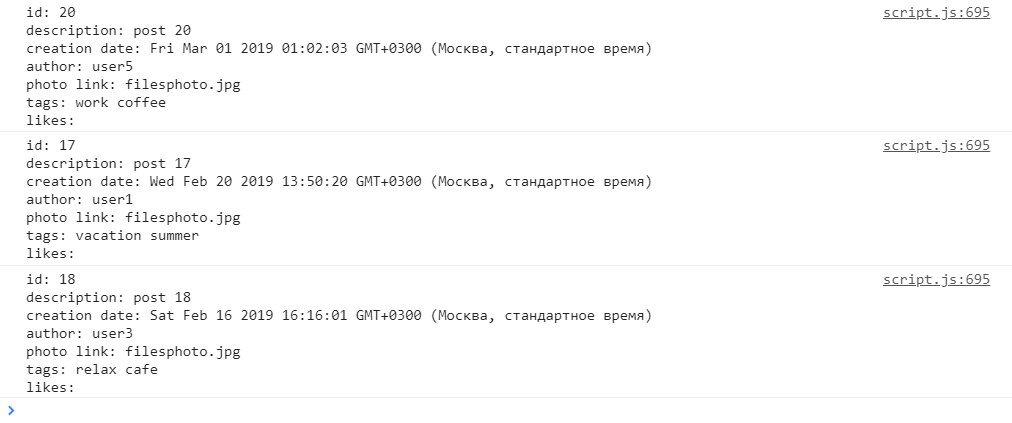 id: 20 script.js:695
description: post 20
creation date: Fri Mar 01 2019 01:02:03 GMT+0300 (Москва, стандартное время)
author: user5
photo link: filesphoto.jpg
tags: work coffee
likes:
id: 17 script.js:695
description: post 17
creation date: Wed Feb 20 2019 13:50:20 GMT+0300 (Москва, стандартное время)
author: user1
photo link: filesphoto.jpg
tags: vacation summer
likes:
id: 18 script.js:695
description: post 18
creation date: Sat Feb 16 2019 16:16:01 GMT+0300 (Москва, стандартное время)
author: user3
photo link: filesphoto.jpg
tags: relax cafe
likes: